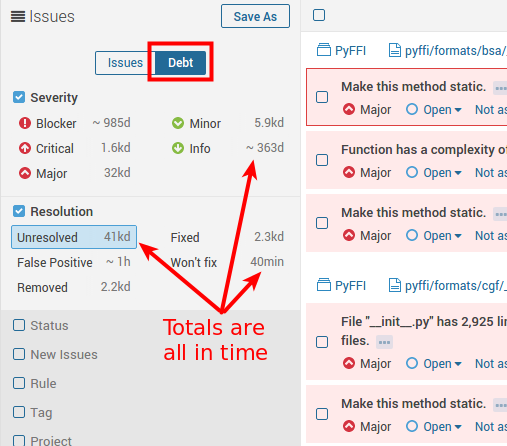 Issues
Save As
Issues Debt
Severity
Blocker ~ 985d Minor 5.9kd
Critical 1.6kd Info ~ 363d
Major 32kd
Resolution
Unresolved 41kd Fixed 2.3kd
False Positive ~ 1h Won't fix 40min
Removed 2.2kd
Totals are
all in time
Status
New Issues
Rule
Tag
Project
PyFFI pyffi/formats/bsa/
Make this method static.
Major Open Not as
Function has a complexity of
Major Open Not as
Make this method static.
Major Open Not as
PyFFI pyffi/formats/cgf/_
File "__init__.py" has 2,925 lin
files.
Major Open Not as
Make this method static.
Major Open Not as